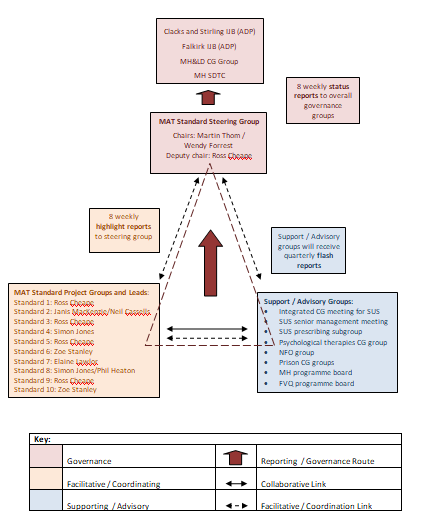 Clacks and Stirling IJB (ADP)
Falkirk IJB (ADP)
MH&LD CG Group
MH SDTC
8 weekly status
reports to overall
governance
groups
MAT Standard Steering Group
Chairs: Martin Thom /
Wendy Forrest
Deputy chair: Ross Cheape
8 weekly
highlight reports
to steering group
Support / Advisory
groups will receive
quarterly flash
reports
MAT Standard Project Groups and Leads:
Standard 1: Ross Cheape
Standard 2: Janis MacKenzie/Neil Cassells
Standard 3: Ross Cheape
Standard 4: Simon Jones
Standard 5: Ross Cheape
Standard 6: Zoe Stanley
Standard 7: Elaine Lawlor
Standard 8: Simon Jones/Phil Heaton
Standard 9: Ross Cheape
Standard 10: Zoe Stanley
Support / Advisory Groups:
• Integrated CG meeting for SUS
• SUS senior management meeting
• SUS prescribing subgroup
• Psychological therapies CG group
• NFO group
• Prison CG groups
• MH programme board
• FVQ programme board
Key:
Governance
Reporting / Governance Route
Facilitative / Coordinating
Collaborative Link
Supporting / Advisory
Facilitative / Coordination Link